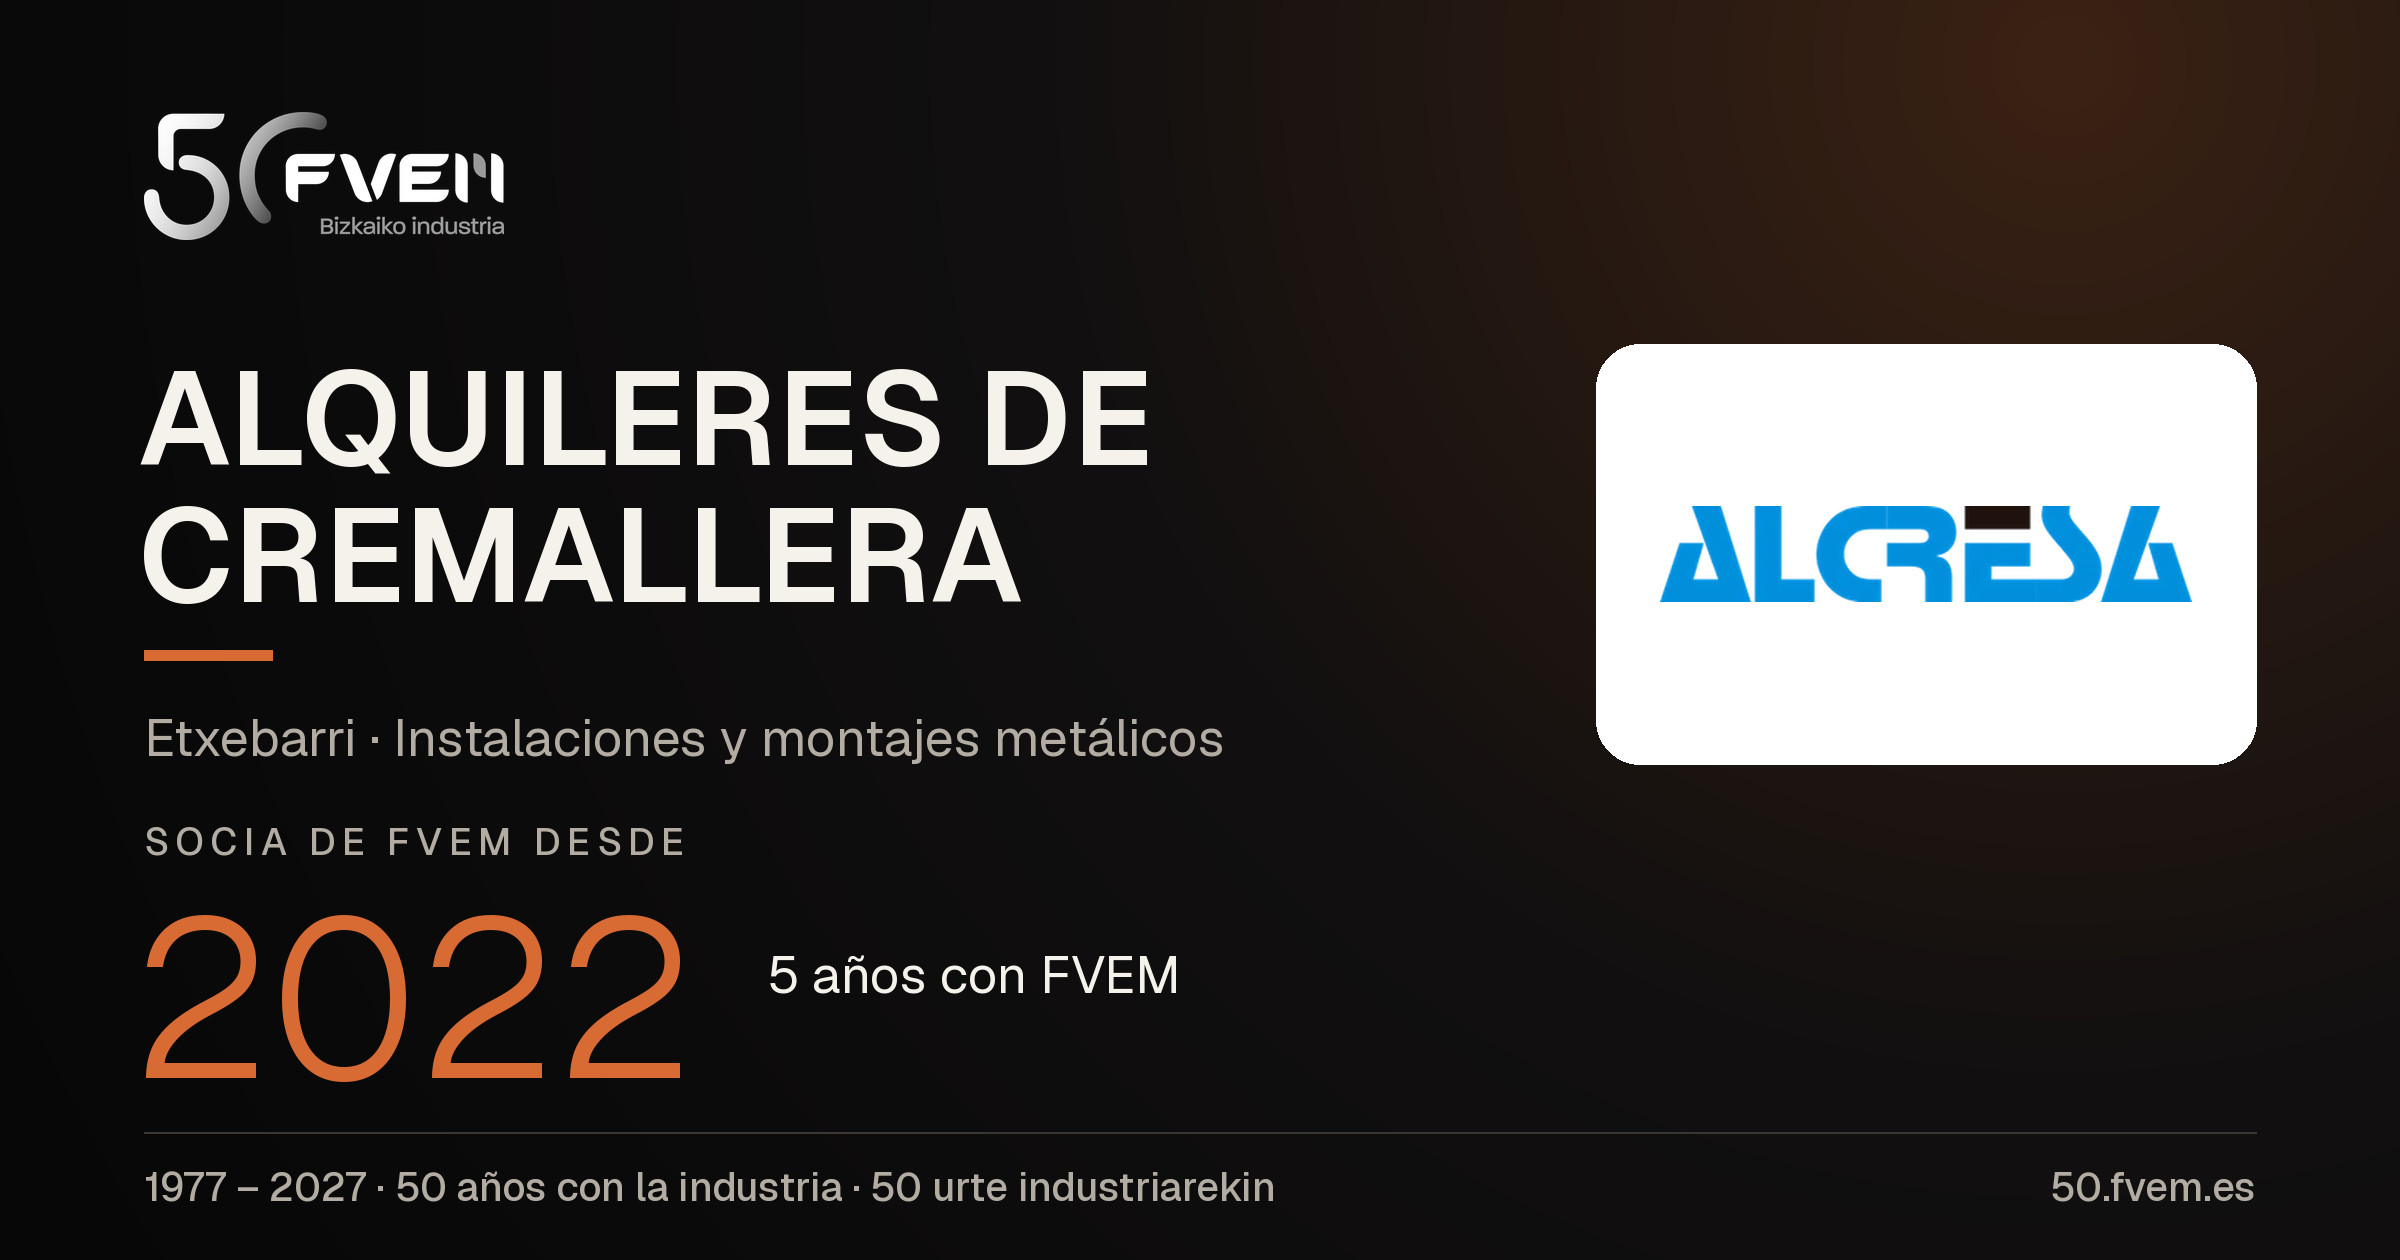 50 FVEM
Bizkaiko industria
ALQUILERES DE
CREMALLERA
ALCRESA
Etxebarri · Instalaciones y montajes metálicos
SOCIA DE FVEM DESDE
2022
5 años con FVEM
1977 – 2027 · 50 años con la industria · 50 urte industriarekin
50.fvem.es